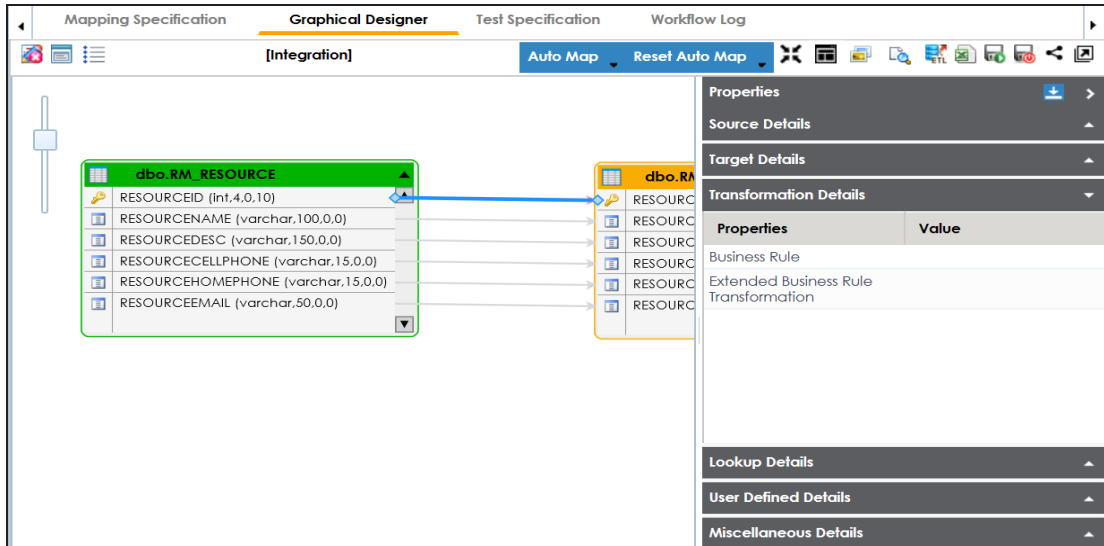 Mapping Specification Graphical Designer Test Specification Workflow Log
[Integration] Auto Map Reset Auto Map ETL
Properties
Source Details
dbo.RM_RESOURCE
RESOURCEID (int,4,0,10)
RESOURCENAME (varchar,100,0,0)
RESOURCEDESC (varchar,150,0,0)
RESOURCECELLPHONE (varchar,15,0,0)
RESOURCEHOMEPHONE (varchar,15,0,0)
RESOURCEEMAIL (varchar,50,0,0)
dbo.RM
RESOURC
RESOURC
RESOURC
RESOURC
RESOURC
RESOURC
Target Details
Transformation Details
Properties Value
Business Rule
Extended Business Rule
Transformation
Lookup Details
User Defined Details
Miscellaneous Details